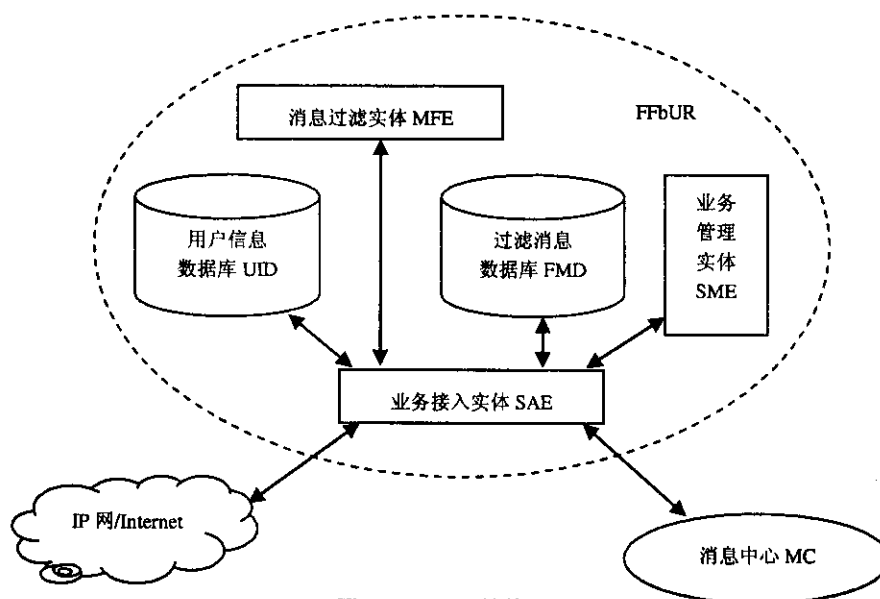 消息过滤实体 MFE
FFbUR
用户信息
数据库 UID
过滤消息
数据库 FMD
业务
管理
实体
SME
业务接入实体 SAE
IP 网/Internet
消息中心 MC